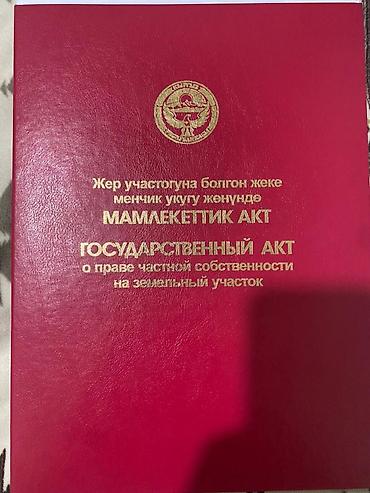 Жер участогуна болгон жеке
менчик укугу жөнүндө
МАМЛЕКЕТТИК АКТ
ГОСУДАРСТВЕННЫЙ АКТ
о праве частной собственности
на земельный участок